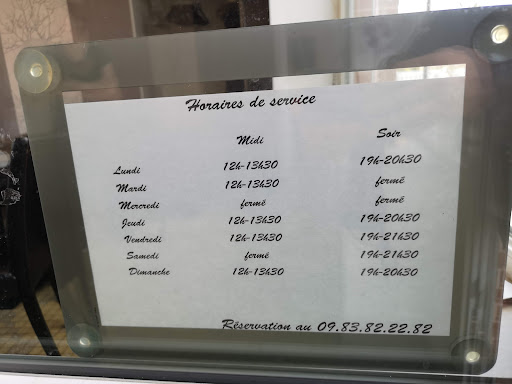 Horaires de service
Midi Soir
Lundi 12h-13h30 19h-20h30
Mardi 12h-13h30 fermé
Mercredi fermé fermé
Jeudi 12h-13h30 19h-20h30
Vendredi 12h-13h30 19h-21h30
Samedi fermé 19h-21h30
Dimanche 12h-13h30 19h-20h30
Réservation au 09.83.82.22.82